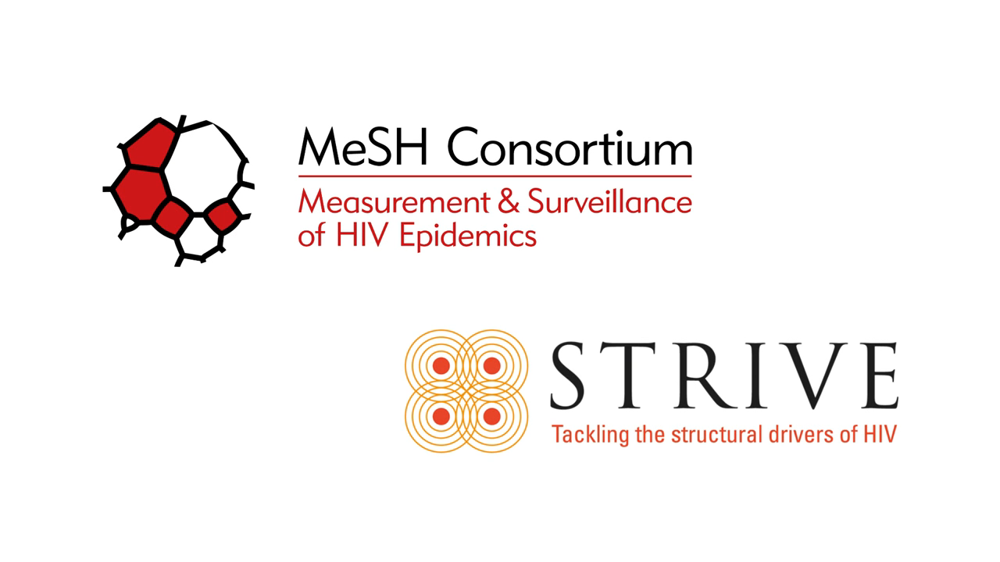 MeSH Consortium
Measurement & Surveillance
of HIV Epidemics
STRIVE
Tackling the structural drivers of HIV